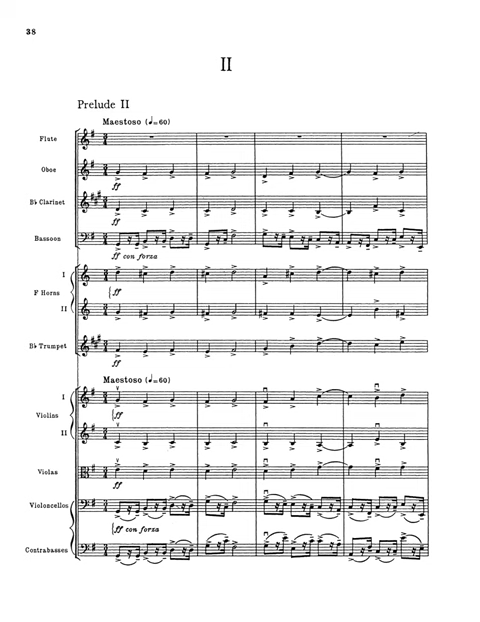 38
II
Prelude II
Maestoso (♩=60)
Flute
Oboe
ff
B♭ Clarinet
ff
Bassoon
ff con forza
I
F Horns
ff
II
B♭ Trumpet
ff
Maestoso (♩=60)
I
Violins
ff
II
Violas
ff
Violoncellos
ff con forza
Contrabasses